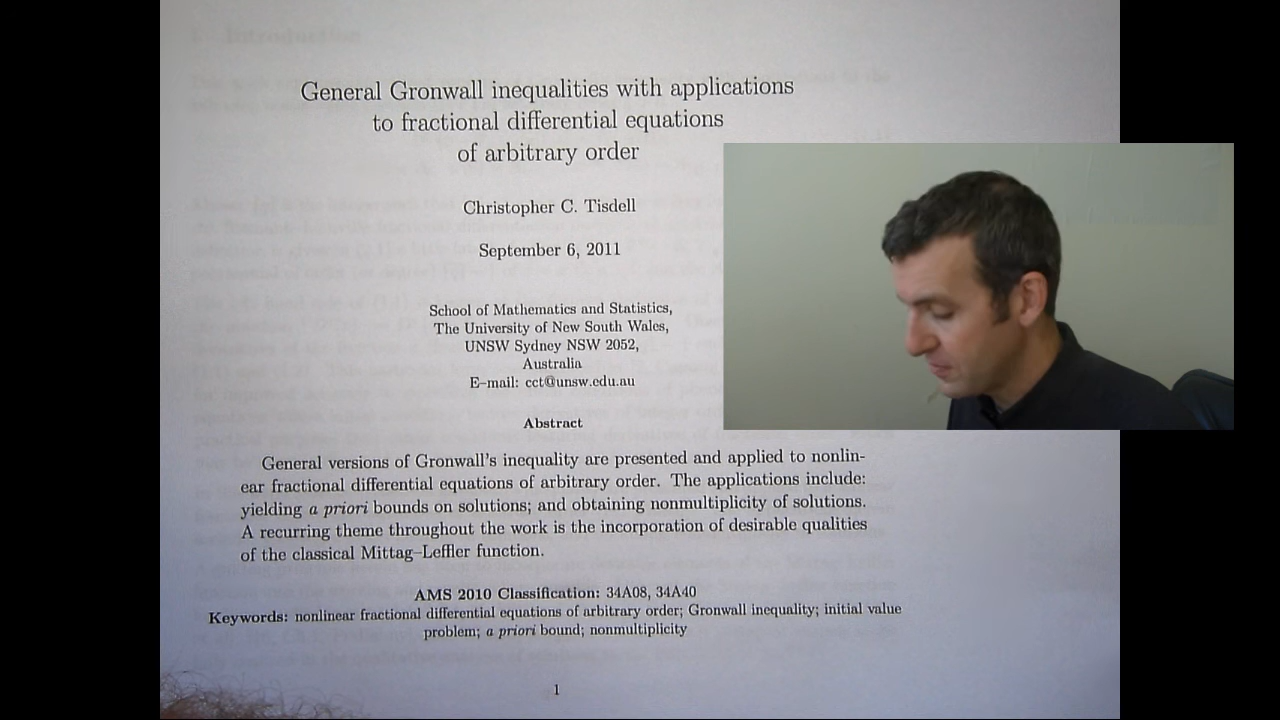 General Gronwall inequalities with applications
to fractional differential equations
of arbitrary order
Christopher C. Tisdell
September 6, 2011
School of Mathematics and Statistics,
The University of New South Wales,
UNSW Sydney NSW 2052,
Australia
E–mail: cct@unsw.edu.au
Abstract
General versions of Gronwall's inequality are presented and applied to nonlin-
ear fractional differential equations of arbitrary order. The applications include:
yielding a priori bounds on solutions; and obtaining nonmultiplicity of solutions.
A recurring theme throughout the work is the incorporation of desirable qualities
of the classical Mittag–Leffler function.
AMS 2010 Classification: 34A08, 34A40
Keywords: nonlinear fractional differential equations of arbitrary order; Gronwall inequality; initial value
problem; a priori bound; nonmultiplicity
1